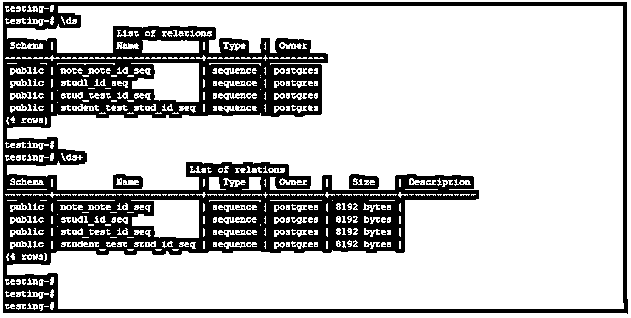 testing-#
testing-# \ds
List of relations
Schema | Name | Type | Owner
public | note_note_id_seq | sequence | postgres
public | stud1_id_seq | sequence | postgres
public | stud_test_id_seq | sequence | postgres
public | student_test_stud_id_seq | sequence | postgres
(4 rows)
testing-#
testing-# \ds+
List of relations
Schema | Name | Type | Owner | Size | Description
public | note_note_id_seq | sequence | postgres | 8192 bytes |
public | stud1_id_seq | sequence | postgres | 8192 bytes |
public | stud_test_id_seq | sequence | postgres | 8192 bytes |
public | student_test_stud_id_seq | sequence | postgres | 8192 bytes |
(4 rows)
testing-#
testing-#
testing-#